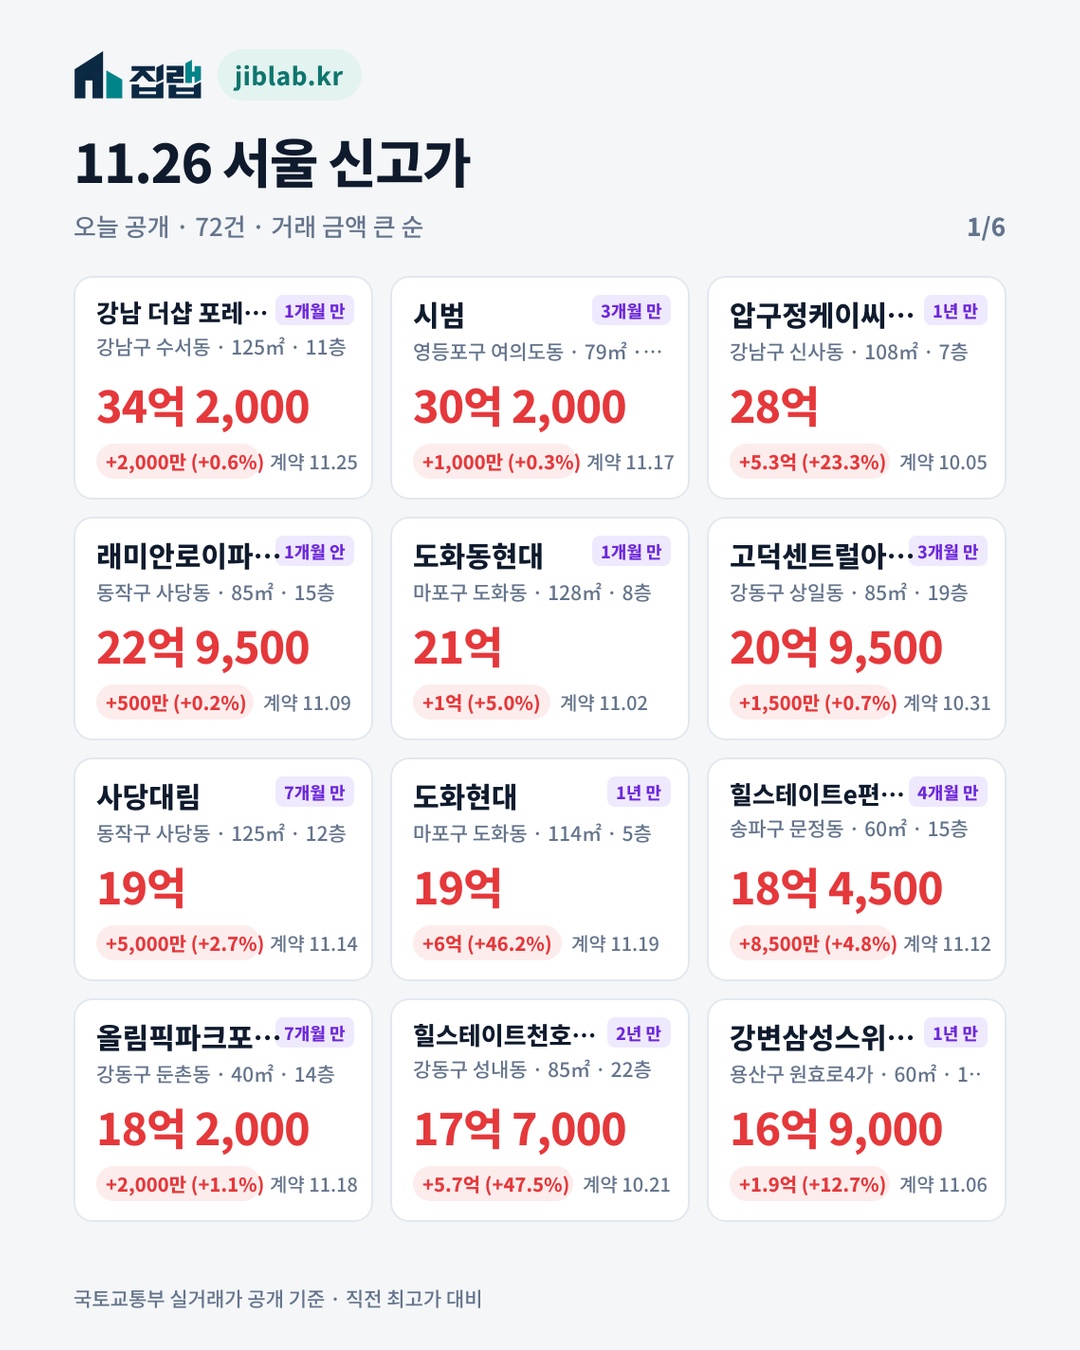 집랩 jiblab.kr
11.26 서울 신고가
오늘 공개 · 72건 · 거래 금액 큰 순 1/6
강남 더샵 포레··· 1개월 만
강남구 수서동 · 125㎡ · 11층
34억 2,000
+2,000만 (+0.6%) 계약 11.25
시범 3개월 만
영등포구 여의도동 · 79㎡ · ···
30억 2,000
+1,000만 (+0.3%) 계약 11.17
압구정케이씨··· 1년 만
강남구 신사동 · 108㎡ · 7층
28억
+5.3억 (+23.3%) 계약 10.05
래미안로이파··· 1개월 안
동작구 사당동 · 85㎡ · 15층
22억 9,500
+500만 (+0.2%) 계약 11.09
도화동현대 1개월 만
마포구 도화동 · 128㎡ · 8층
21억
+1억 (+5.0%) 계약 11.02
고덕센트럴아··· 3개월 만
강동구 상일동 · 85㎡ · 19층
20억 9,500
+1,500만 (+0.7%) 계약 10.31
사당대림 7개월 만
동작구 사당동 · 125㎡ · 12층
19억
+5,000만 (+2.7%) 계약 11.14
도화현대 1년 만
마포구 도화동 · 114㎡ · 5층
19억
+6억 (+46.2%) 계약 11.19
힐스테이트e편··· 4개월 만
송파구 문정동 · 60㎡ · 15층
18억 4,500
+8,500만 (+4.8%) 계약 11.12
올림픽파크포··· 7개월 만
강동구 둔촌동 · 40㎡ · 14층
18억 2,000
+2,000만 (+1.1%) 계약 11.18
힐스테이트천호··· 2년 만
강동구 성내동 · 85㎡ · 22층
17억 7,000
+5.7억 (+47.5%) 계약 10.21
강변삼성스위··· 1년 만
용산구 원효로4가 · 60㎡ · 1··
16억 9,000
+1.9억 (+12.7%) 계약 11.06
국토교통부 실거래가 공개 기준 · 직전 최고가 대비